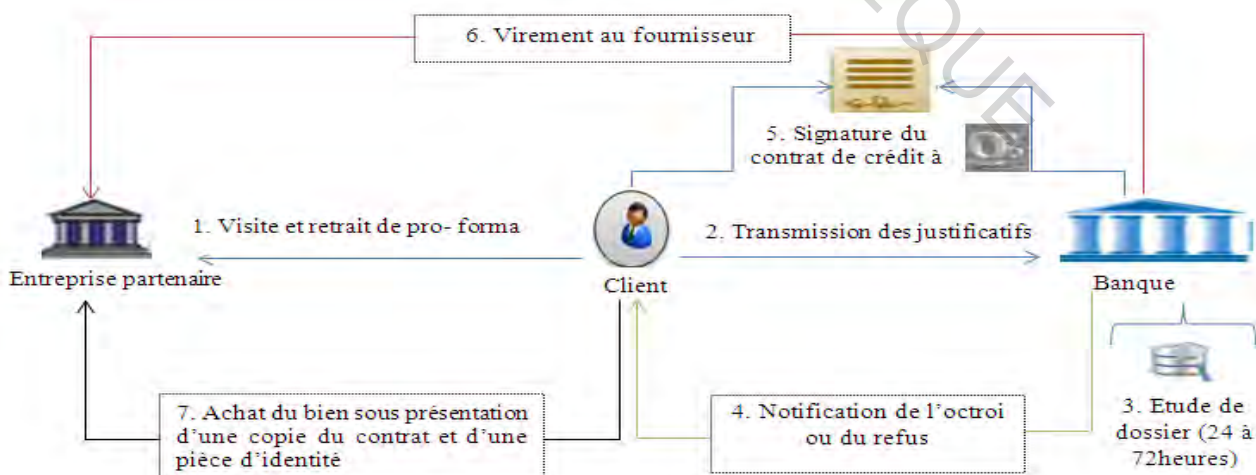 6. Virement au fournisseur
5. Signature du
contrat de crédit à
1. Visite et retrait de pro- forma
2. Transmission des justificatifs
Entreprise partenaire
Client
Banque
7. Achat du bien sous présentation
d'une copie du contrat et d'une
pièce d'identité
4. Notification de l'octroi
ou du refus
3. Etude de
dossier (24 à
72heures)